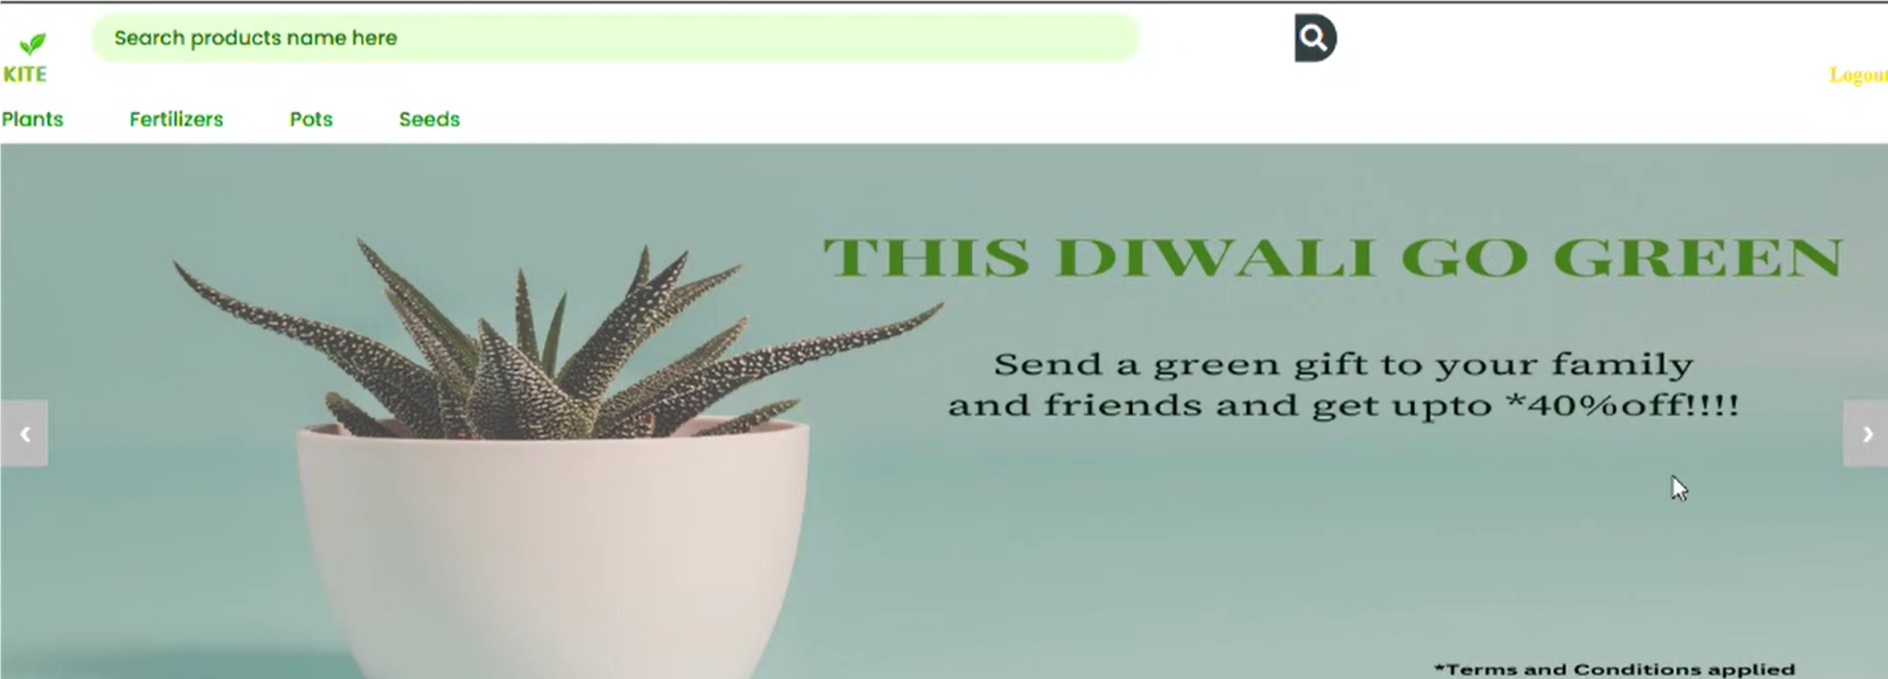 Search products name here
KITE
Logout
Plants Fertilizers Pots Seeds
THIS DIWALI GO GREEN
Send a green gift to your family
and friends and get upto *40%off!!!!
*Terms and Conditions applied